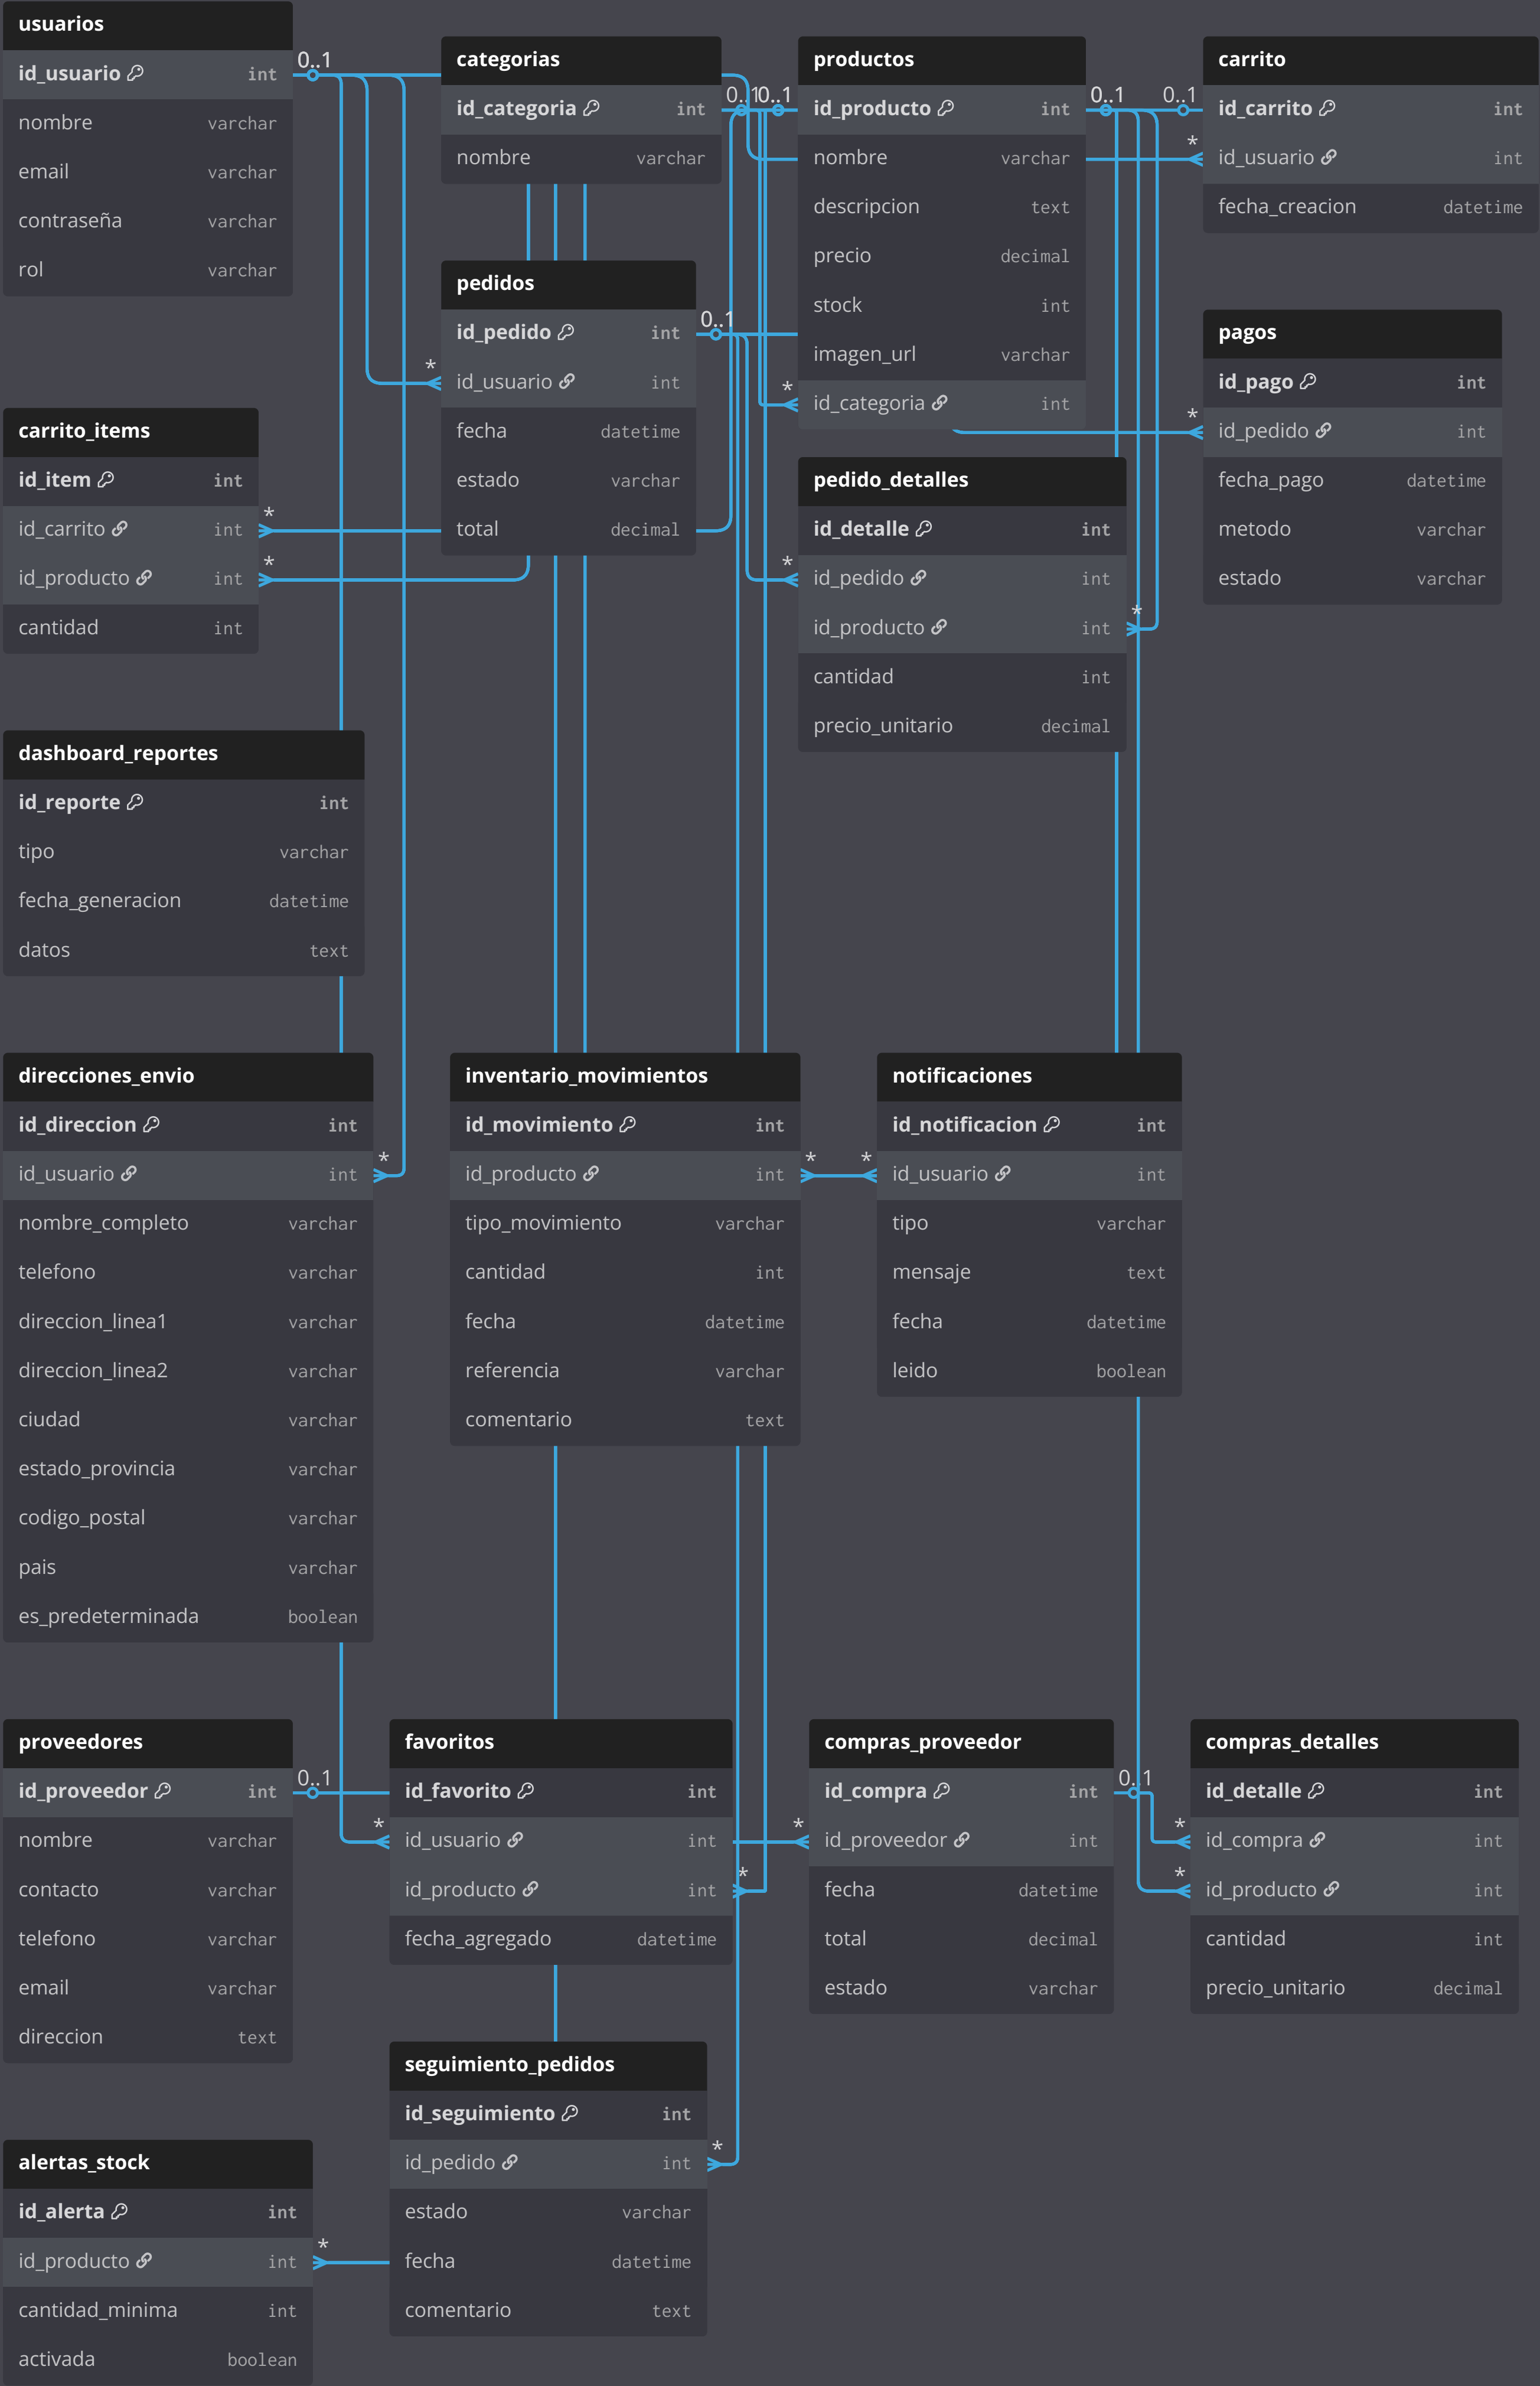 usuarios
id_usuario int
nombre varchar
email varchar
contraseña varchar
rol varchar
0..1
categorias
id_categoria int
nombre varchar
0..1
0..1
productos
id_producto int
nombre varchar
descripcion text
precio decimal
stock int
imagen_url varchar
* id_categoria int
0..1
0..1
carrito
id_carrito int
* id_usuario int
fecha_creacion datetime
pedidos
id_pedido int
* id_usuario int
fecha datetime
estado varchar
total decimal
0..1
pagos
id_pago int
* id_pedido int
fecha_pago datetime
metodo varchar
estado varchar
carrito_items
id_item int
id_carrito int *
id_producto int *
cantidad int
pedido_detalles
id_detalle int
* id_pedido int
id_producto int *
cantidad int
precio_unitario decimal
dashboard_reportes
id_reporte int
tipo varchar
fecha_generacion datetime
datos text
direcciones_envio
id_direccion int
id_usuario int *
nombre_completo varchar
telefono varchar
direccion_linea1 varchar
direccion_linea2 varchar
ciudad varchar
estado_provincia varchar
codigo_postal varchar
pais varchar
es_predeterminada boolean
inventario_movimientos
id_movimiento int
id_producto int *
tipo_movimiento varchar
cantidad int
fecha datetime
referencia varchar
comentario text
notificaciones
id_notificacion int
* id_usuario int
tipo varchar
mensaje text
fecha datetime
leido boolean
proveedores
id_proveedor int
nombre varchar
contacto varchar
telefono varchar
email varchar
direccion text
0..1
favoritos
id_favorito int
* id_usuario int
id_producto int *
fecha_agregado datetime
compras_proveedor
id_compra int
* id_proveedor int
fecha datetime
total decimal
estado varchar
0..1
compras_detalles
id_detalle int
* id_compra int
* id_producto int
cantidad int
precio_unitario decimal
seguimiento_pedidos
id_seguimiento int
id_pedido int *
estado varchar
fecha datetime
comentario text
alertas_stock
id_alerta int
id_producto int *
cantidad_minima int
activada boolean